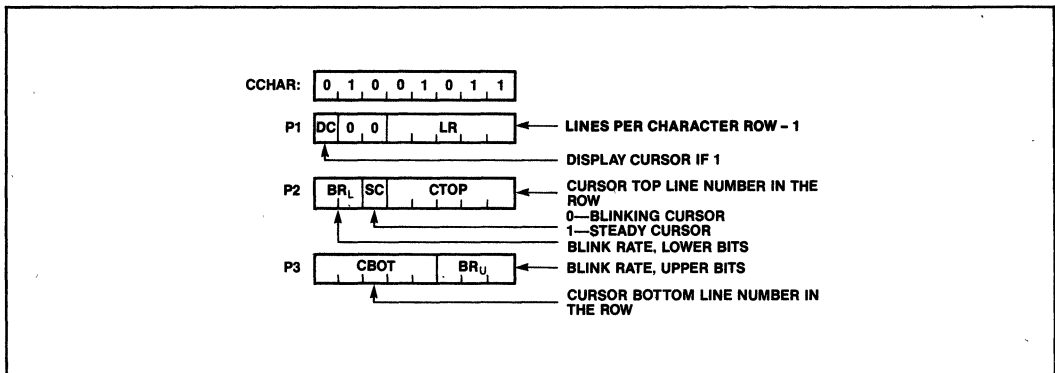 CCHAR: 0 1 0 0 1 0 1 1
P1 DC 0 0 LR LINES PER CHARACTER ROW – 1
DISPLAY CURSOR IF 1
P2 BRL SC CTOP CURSOR TOP LINE NUMBER IN THE
ROW
0—BLINKING CURSOR
1—STEADY CURSOR
BLINK RATE, LOWER BITS
P3 CBOT BRU BLINK RATE, UPPER BITS
CURSOR BOTTOM LINE NUMBER IN
THE ROW